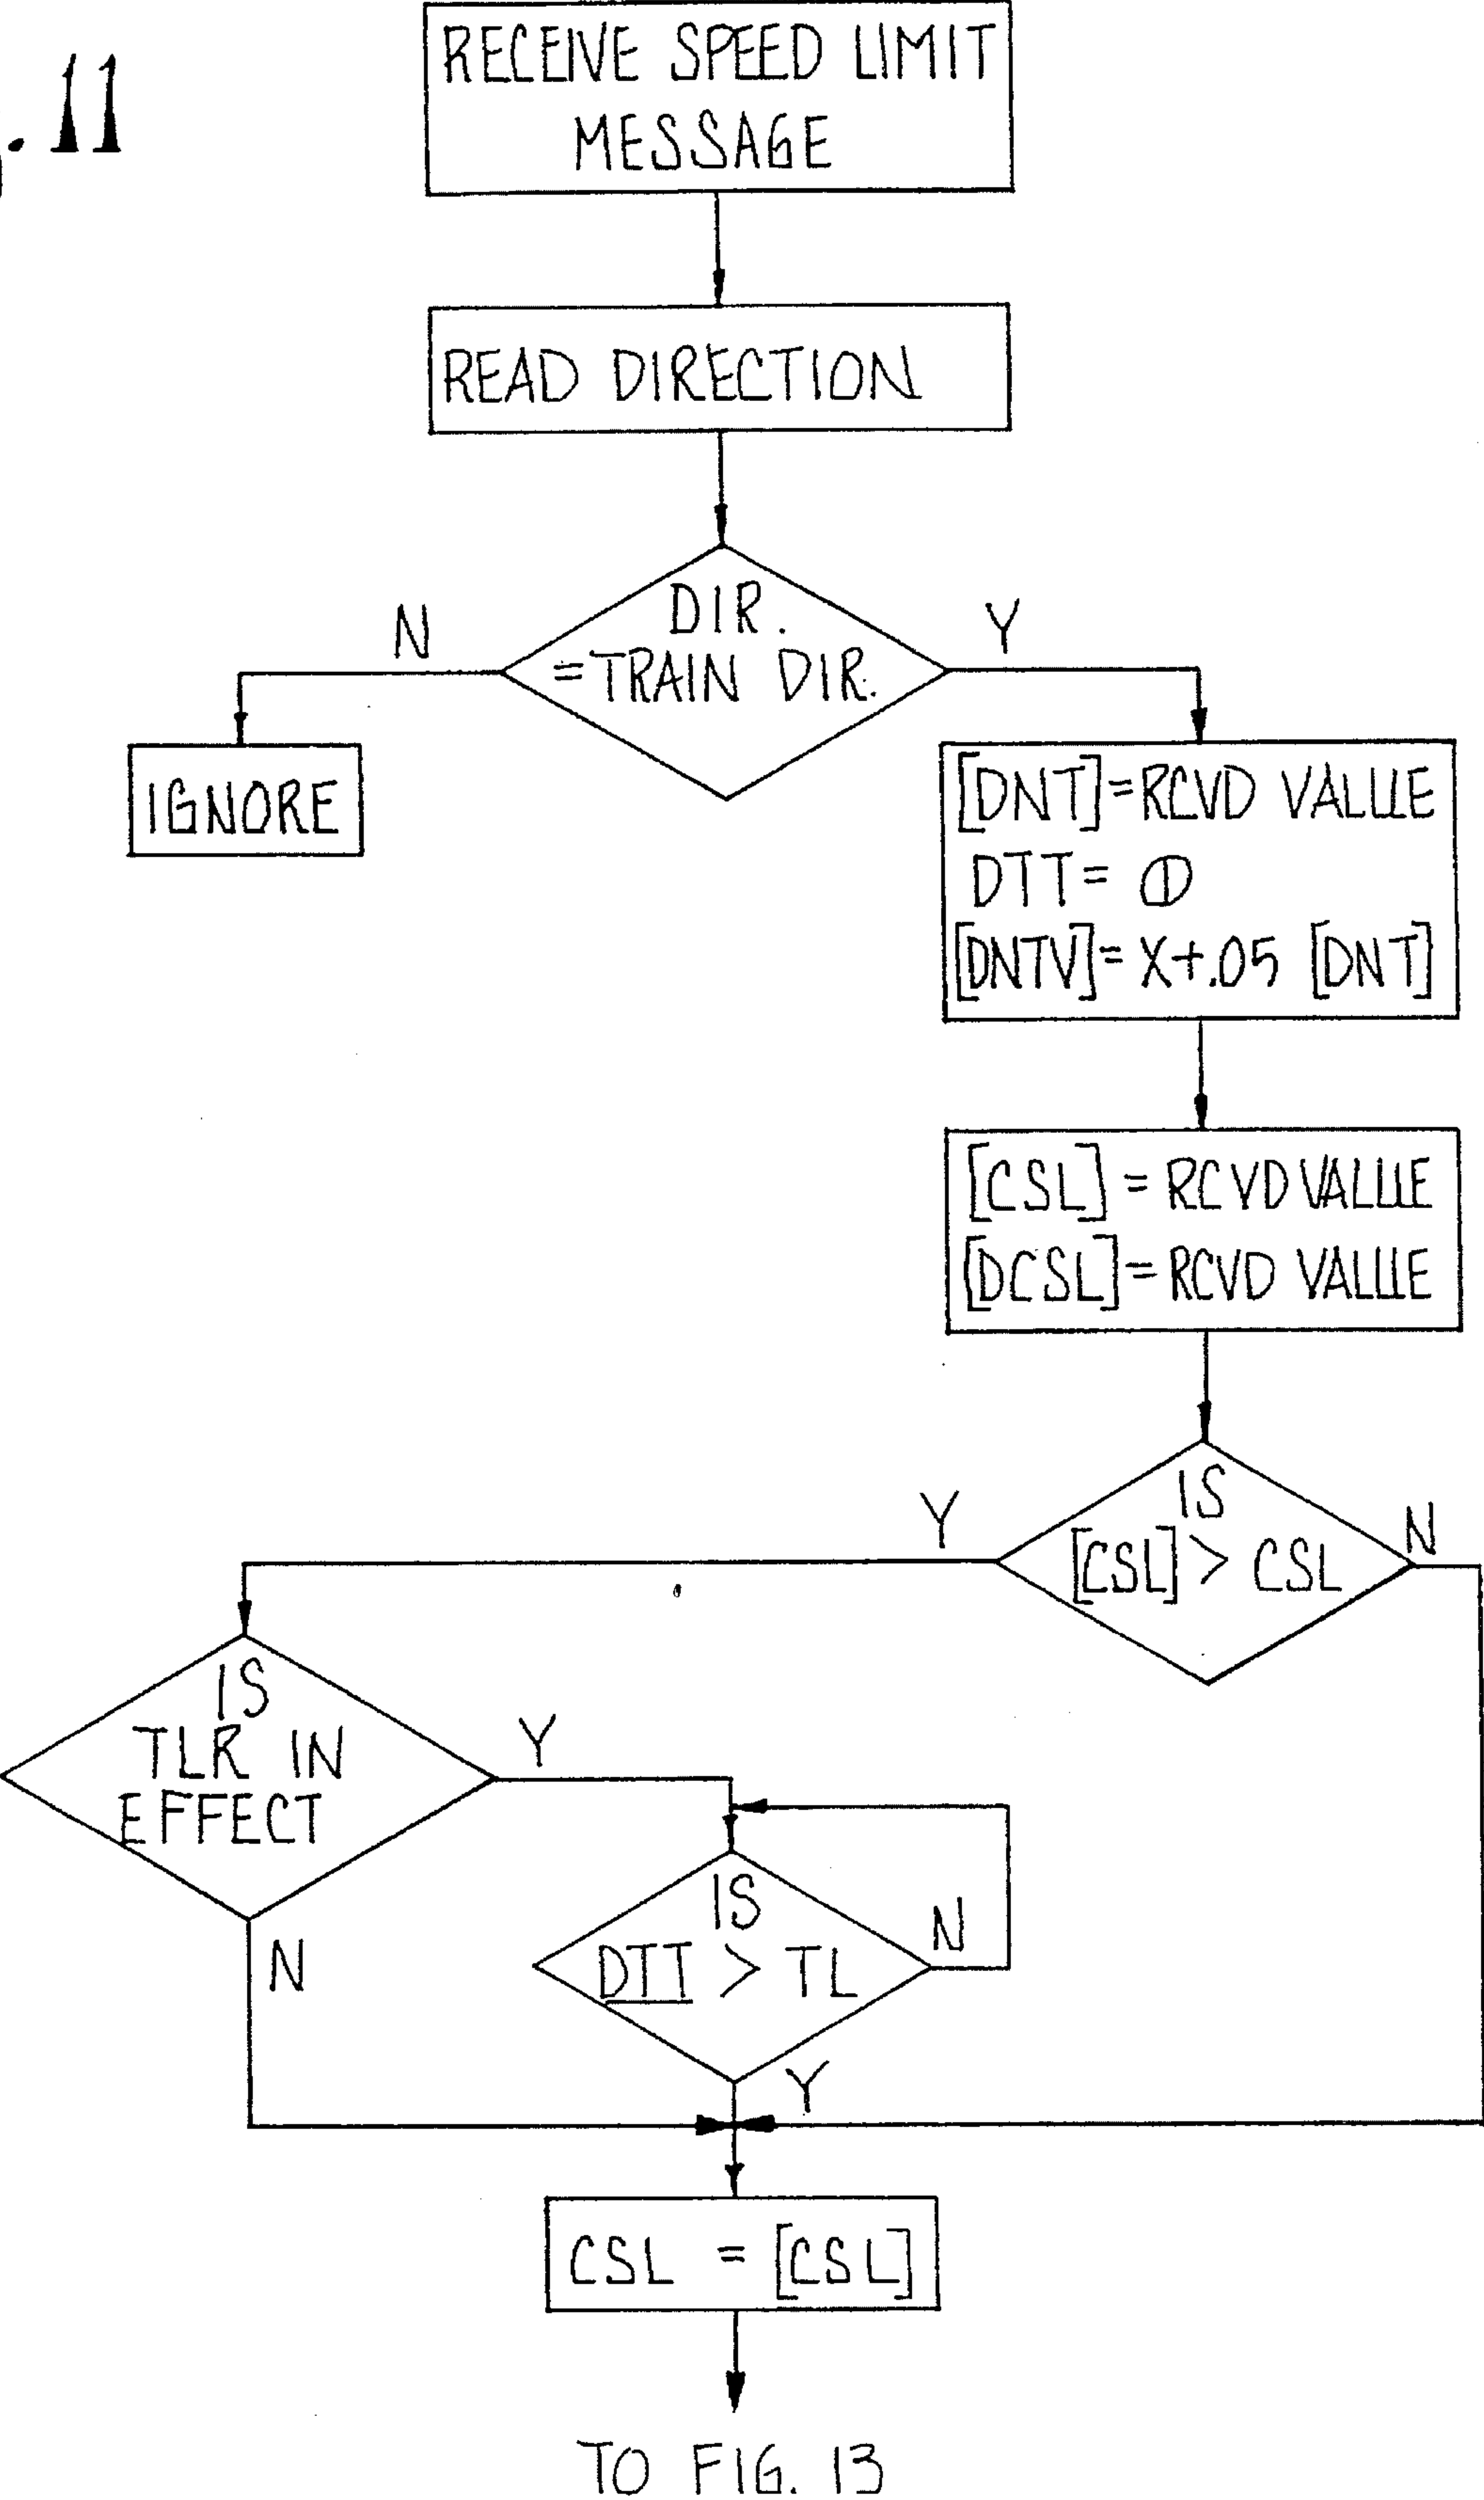 . 11
RECEIVE SPEED LIMIT
MESSAGE
READ DIRECTION
DIR.
=TRAIN DIR.
N
Y
IGNORE
[DNT]=RCVD VALUE
DTT= 0
[DNTV]=X+.05 [DNT]
[CSL]=RCVD VALUE
[DCSL]=RCVD VALUE
IS
[CSL]> CSL
Y
N
IS
TLR IN
EFFECT
Y
N
IS
DTT > TL
N
Y
CSL = [CSL]
TO FIG. 13